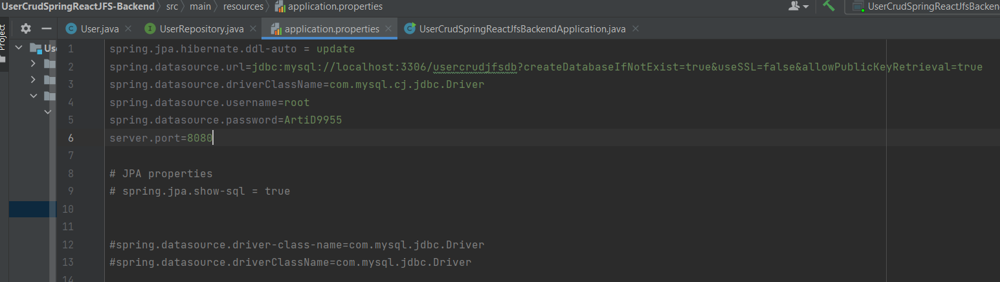 UserCrudSpringReactJFS-Backend src main resources application.properties UserCrudSpringReactJfsBacken
Project
User.java UserRepository.java application.properties UserCrudSpringReactJfsBackendApplication.java
Use
1 spring.jpa.hibernate.ddl-auto = update
2 spring.datasource.url=jdbc:mysql://localhost:3306/usercrudjfsdb?createDatabaseIfNotExist=true&useSSL=false&allowPublicKeyRetrieval=true
3 spring.datasource.driverClassName=com.mysql.cj.jdbc.Driver
4 spring.datasource.username=root
5 spring.datasource.password=ArtiD9955
6 server.port=8080
7
8 # JPA properties
9 # spring.jpa.show-sql = true
10
11
12 #spring.datasource.driver-class-name=com.mysql.jdbc.Driver
13 #spring.datasource.driverClassName=com.mysql.jdbc.Driver
14